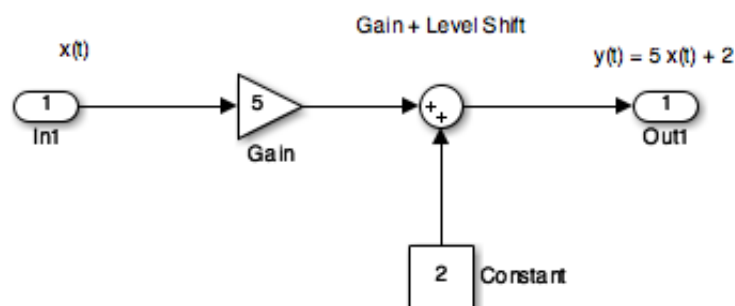 Gain + Level Shift
x(t)
y(t) = 5 x(t) + 2
1
5
+
+
1
In1
Gain
Out1
2
Constant